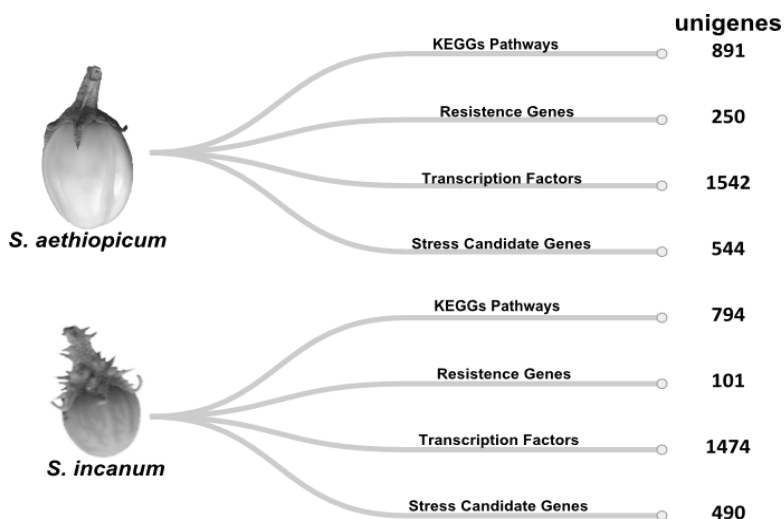 unigenes
KEGGs Pathways 891
Resistence Genes 250
Transcription Factors 1542
Stress Candidate Genes 544
S. aethiopicum
KEGGs Pathways 794
Resistence Genes 101
Transcription Factors 1474
Stress Candidate Genes 490
S. incanum